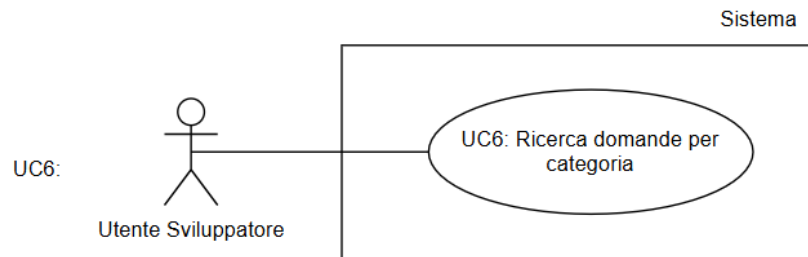 Sistema
UC6: Ricerca domande per
categoria
UC6:
Utente Sviluppatore